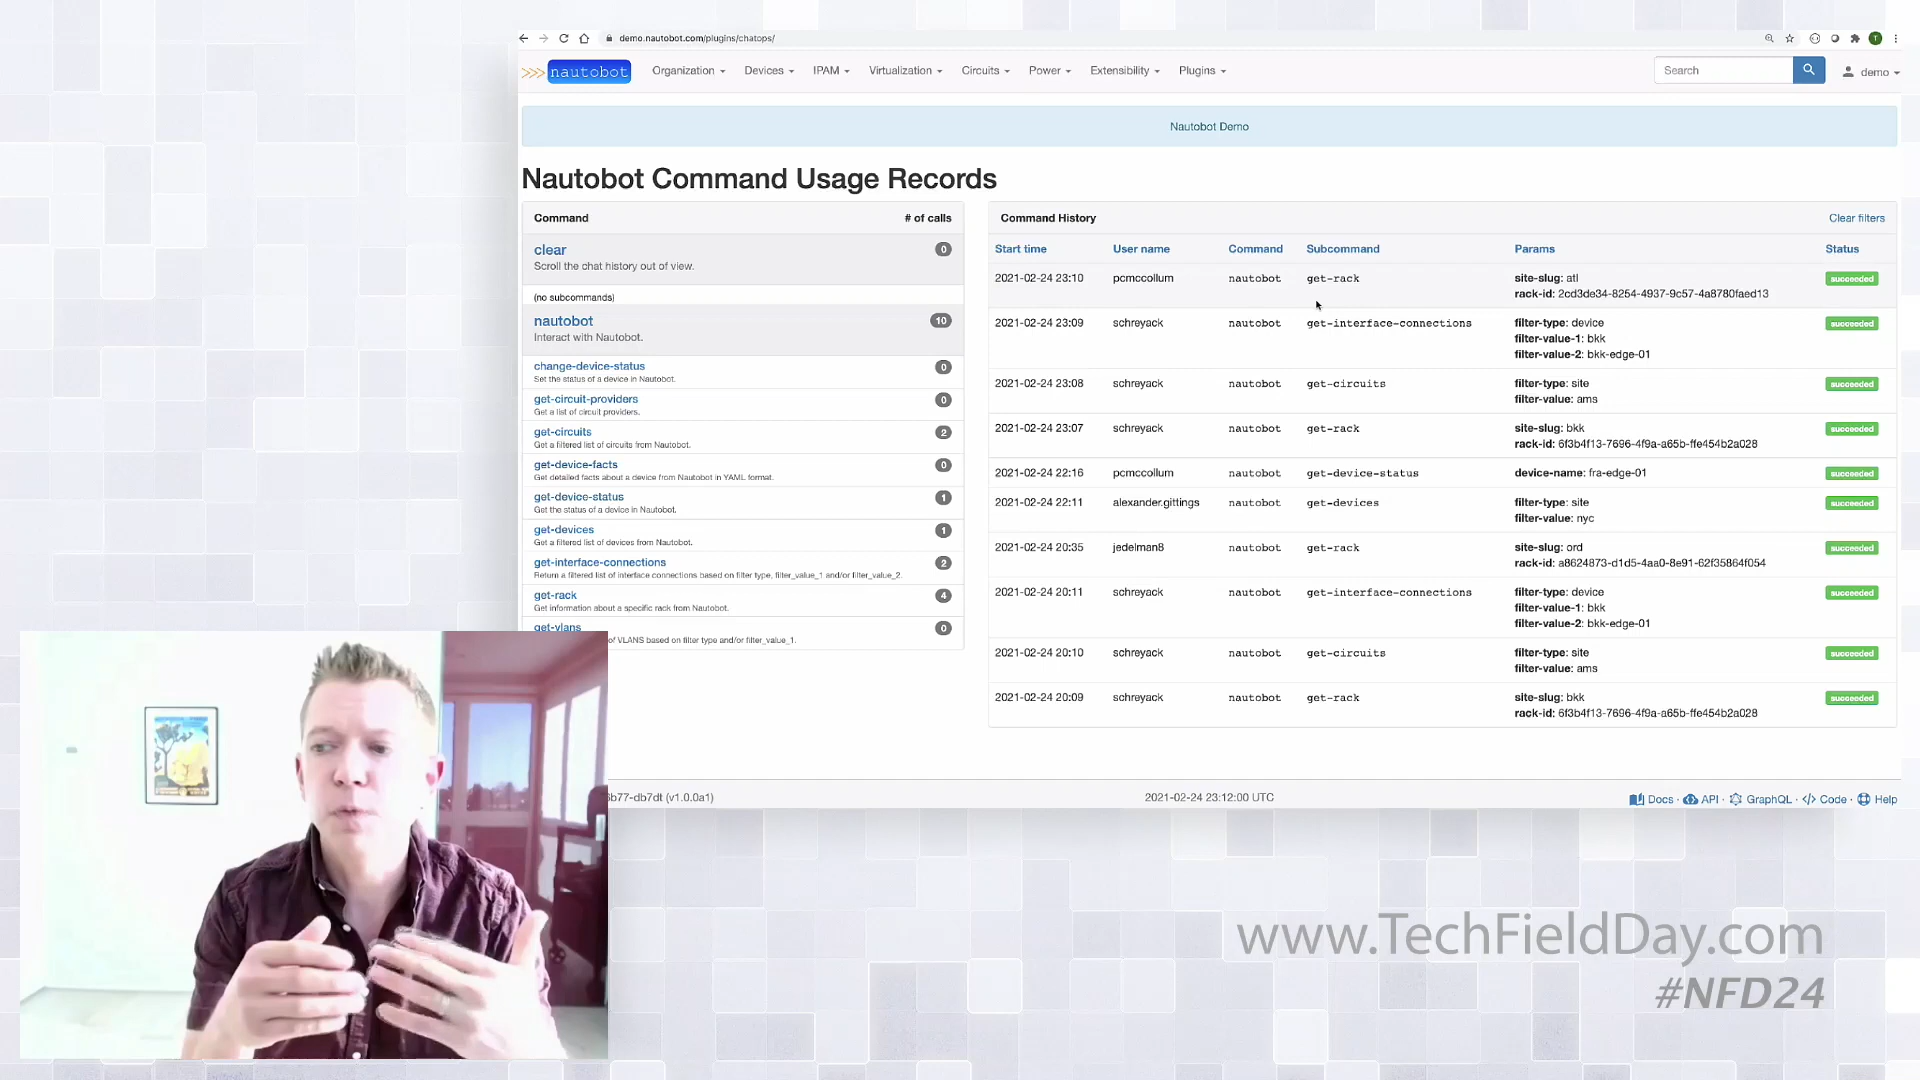 demo.nautobot.com/plugins/chatops/
>>> nautobot
Organization Devices IPAM Virtualization Circuits Power Extensibility Plugins
Search
demo
Nautobot Demo
Nautobot Command Usage Records
Command # of calls
clear 0
Scroll the chat history out of view.
(no subcommands)
nautobot 10
Interact with Nautobot.
change-device-status 0
Set the status of a device in Nautobot.
get-circuit-providers 0
Get a list of circuit providers.
get-circuits 2
Get a filtered list of circuits from Nautobot.
get-device-facts 0
Get detailed facts about a device from Nautobot in YAML format.
get-device-status 1
Get the status of a device in Nautobot.
get-devices 1
Get a filtered list of devices from Nautobot.
get-interface-connections 2
Return a filtered list of interface connections based on filter type, filter_value_1 and/or filter_value_2.
get-rack 4
Get information about a specific rack from Nautobot.
get-vlans 0
of VLANS based on filter type and/or filter_value_1.
Command History Clear filters
Start time User name Command Subcommand Params Status
2021-02-24 23:10 pcmccollum nautobot get-rack site-slug: atl succeeded
rack-id: 2cd3de34-8254-4937-9c57-4a8780faed13
2021-02-24 23:09 schreyack nautobot get-interface-connections filter-type: device succeeded
filter-value-1: bkk
filter-value-2: bkk-edge-01
2021-02-24 23:08 schreyack nautobot get-circuits filter-type: site succeeded
filter-value: ams
2021-02-24 23:07 schreyack nautobot get-rack site-slug: bkk succeeded
rack-id: 6f3b4f13-7696-4f9a-a65b-ffe454b2a028
2021-02-24 22:16 pcmccollum nautobot get-device-status device-name: fra-edge-01 succeeded
2021-02-24 22:11 alexander.gittings nautobot get-devices filter-type: site succeeded
filter-value: nyc
2021-02-24 20:35 jedelman8 nautobot get-rack site-slug: ord succeeded
rack-id: a8624873-d1d5-4aa0-8e91-62f35864f054
2021-02-24 20:11 schreyack nautobot get-interface-connections filter-type: device succeeded
filter-value-1: bkk
filter-value-2: bkk-edge-01
2021-02-24 20:10 schreyack nautobot get-circuits filter-type: site succeeded
filter-value: ams
2021-02-24 20:09 schreyack nautobot get-rack site-slug: bkk succeeded
rack-id: 6f3b4f13-7696-4f9a-a65b-ffe454b2a028
6b77-db7dt (v1.0.0a1) 2021-02-24 23:12:00 UTC Docs · API · GraphQL · Code · Help
www.TechFieldDay.com
#NFD24